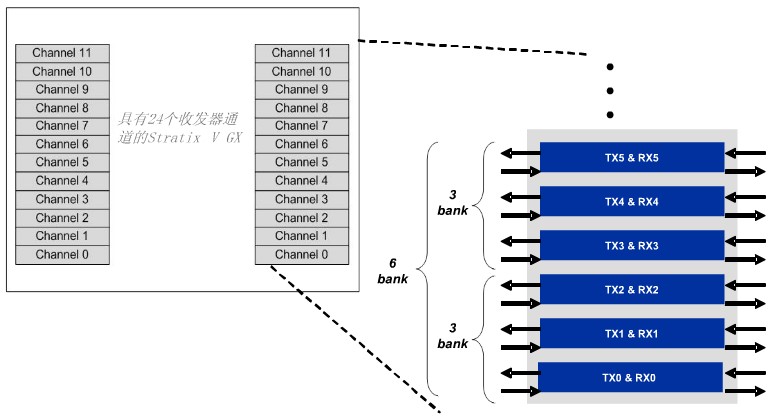 Channel 11
Channel 10
Channel 9
Channel 8
Channel 7
Channel 6
Channel 5
Channel 4
Channel 3
Channel 2
Channel 1
Channel 0
具有24个收发器通
道的Stratix V GX
Channel 11
Channel 10
Channel 9
Channel 8
Channel 7
Channel 6
Channel 5
Channel 4
Channel 3
Channel 2
Channel 1
Channel 0
6
bank
3
bank
3
bank
TX5 & RX5
TX4 & RX4
TX3 & RX3
TX2 & RX2
TX1 & RX1
TX0 & RX0